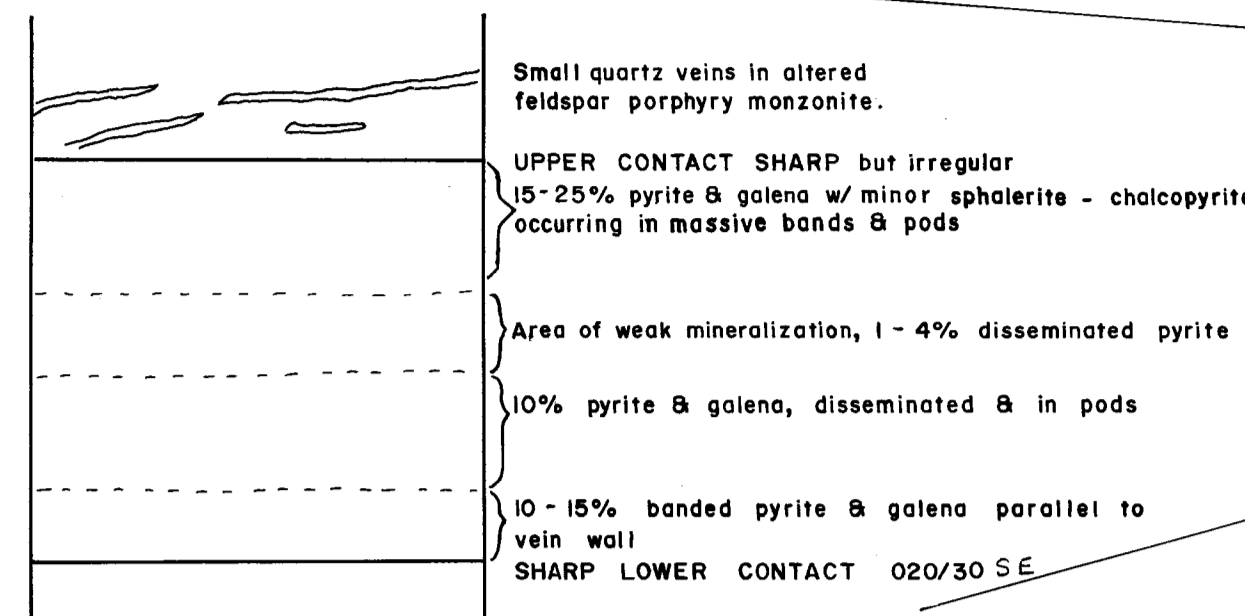 Small quartz veins in altered
feldspar porphyry monzonite.
UPPER CONTACT SHARP but irregular
15-25% pyrite & galena w/ minor sphalerite - chalcopyrite
occurring in massive bands & pods
Area of weak mineralization, 1 - 4% disseminated pyrite
10% pyrite & galena, disseminated & in pods
10 - 15% banded pyrite & galena parallel to
vein wall
SHARP LOWER CONTACT 020/30 SE